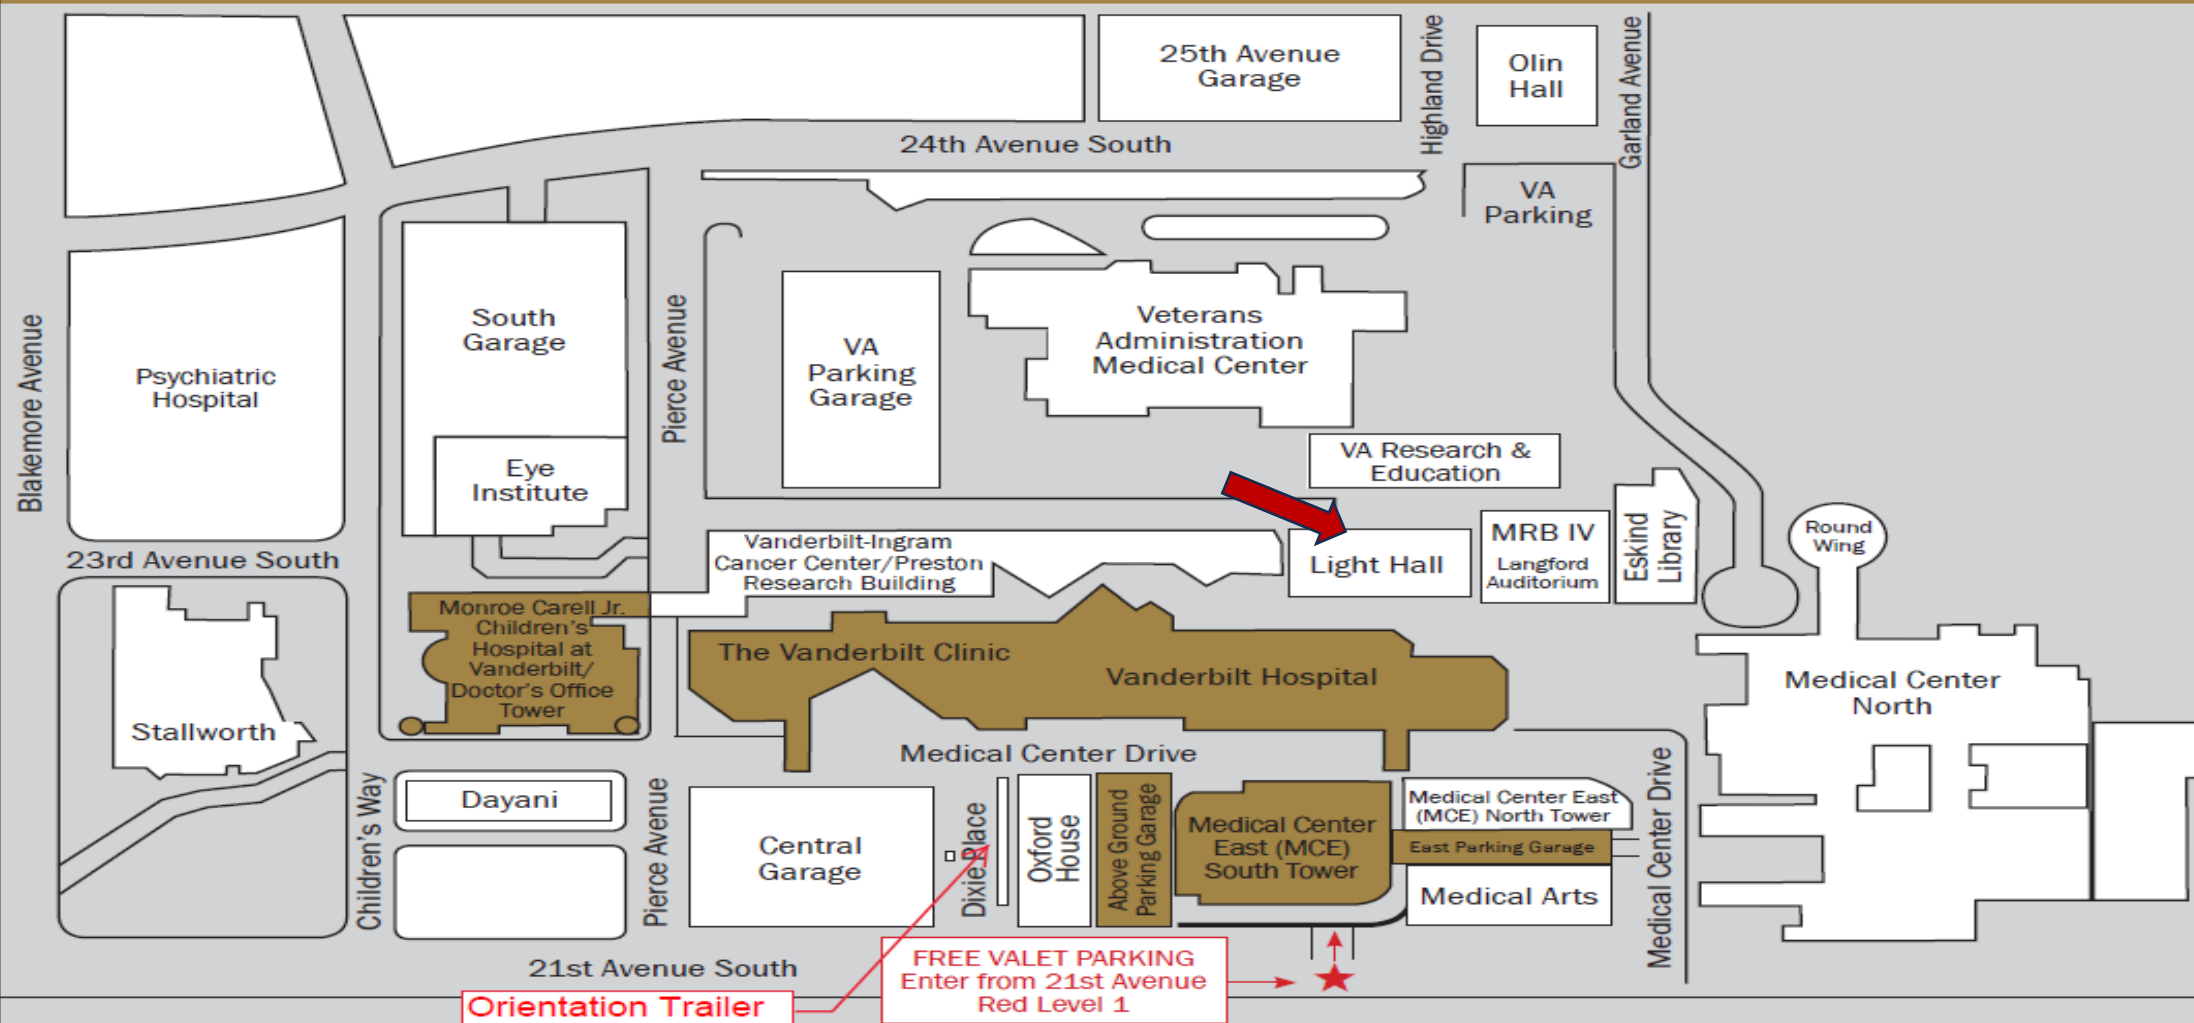 25th Avenue
Garage
Highland Drive
Olin
Hall
Garland Avenue
24th Avenue South
VA
Parking
Blakemore Avenue
Psychiatric
Hospital
South
Garage
Pierce Avenue
VA
Parking
Garage
Veterans
Administration
Medical Center
Eye
Institute
VA Research &
Education
23rd Avenue South
Vanderbilt-Ingram
Cancer Center/Preston
Research Building
Light Hall
MRB IV
Langford
Auditorium
Eskind
Library
Round
Wing
Monroe Carell Jr.
Children's
Hospital at
Vanderbilt/
Doctor's Office
Tower
The Vanderbilt Clinic
Vanderbilt Hospital
Medical Center
North
Stallworth
Medical Center Drive
Children's Way
Dayani
Pierce Avenue
Central
Garage
Dixie Place
Oxford
House
Above Ground
Parking Garage
Medical Center
East (MCE)
South Tower
Medical Center East
(MCE) North Tower
East Parking Garage
Medical Arts
Medical Center Drive
21st Avenue South
FREE VALET PARKING
Enter from 21st Avenue
Red Level 1
Orientation Trailer